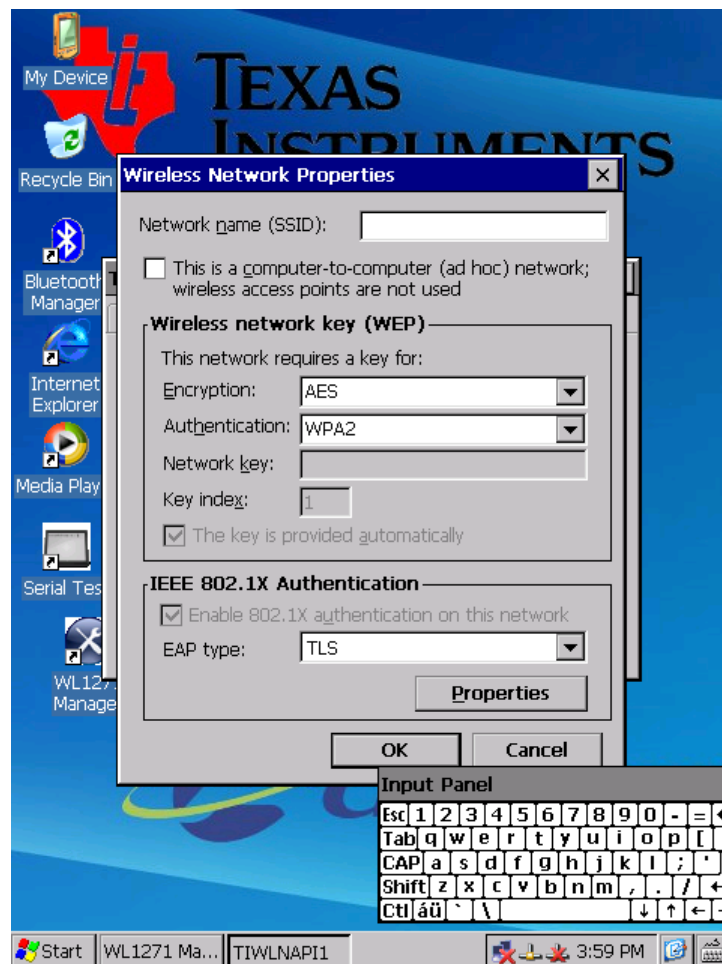 My Device
TEXAS
INSTRUMENTS
Recycle Bin
Wireless Network Properties
Network name (SSID):
This is a computer-to-computer (ad hoc) network;
wireless access points are not used
Bluetooth
Manager
Wireless network key (WEP)
This network requires a key for:
Internet
Explorer
Encryption: AES
Authentication: WPA2
Network key:
Media Play
Key index: 1
The key is provided automatically
Serial Tes
IEEE 802.1X Authentication
Enable 802.1X authentication on this network
EAP type: TLS
WL127
Manage
Properties
OK Cancel
Input Panel
Esc 1 2 3 4 5 6 7 8 9 0 - =
Tab q w e r t y u i o p [
CAP a s d f g h j k l ; '
Shift z x c v b n m , . /
Ctl áü ` \ ↓ ↑ ←
Start WL1271 Ma... TIWLNAPI1 3:59 PM